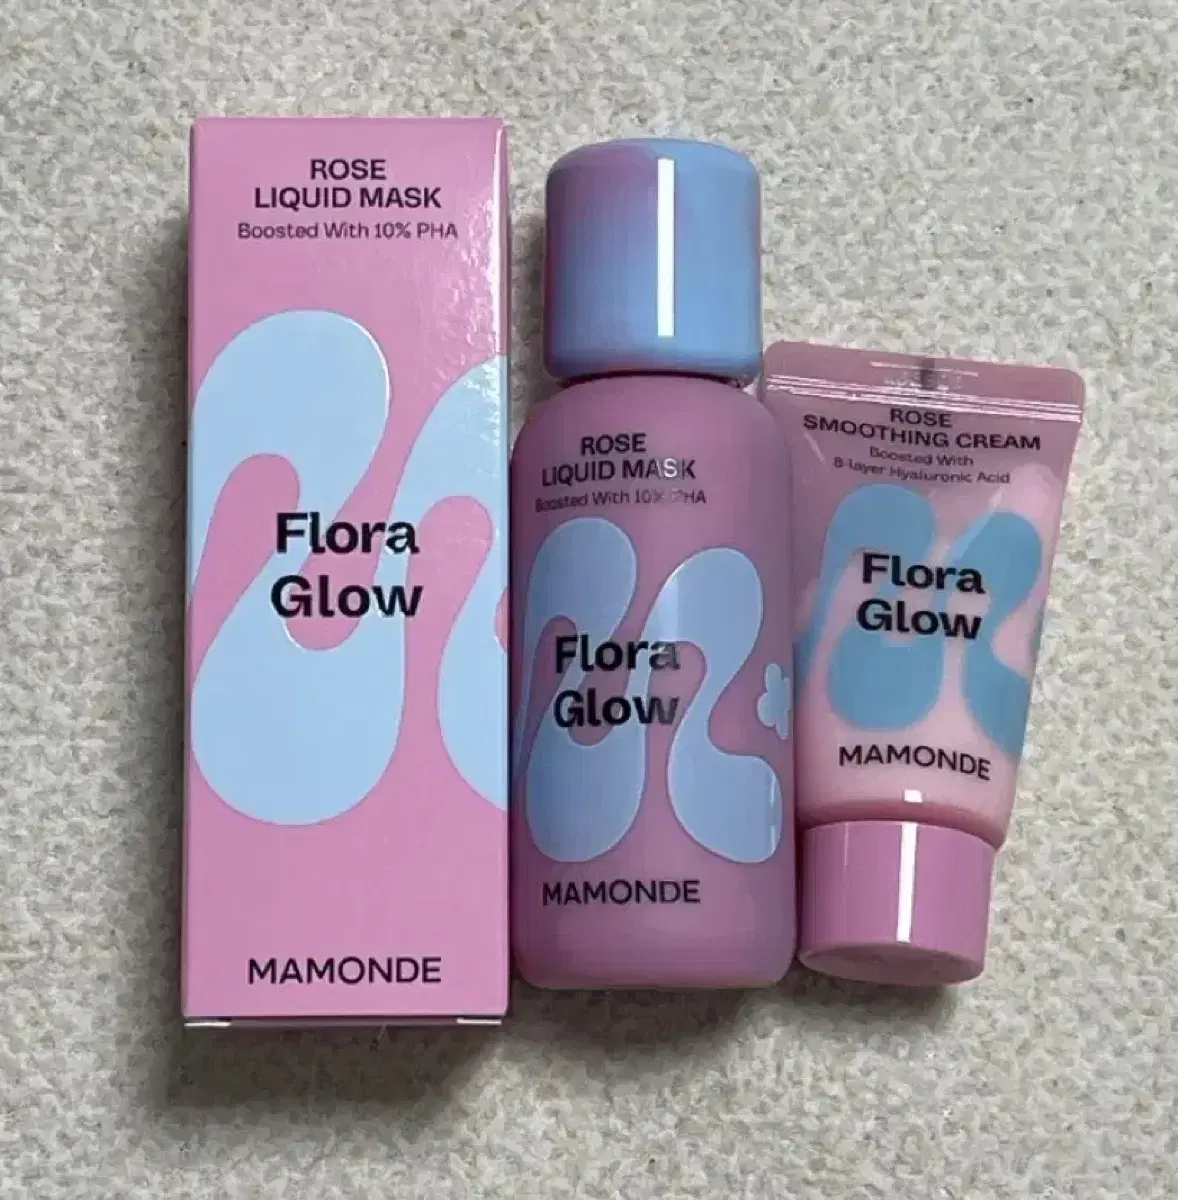 ROSE
LIQUID MASK
Boosted With 10% PHA
Flora
Glow
MAMONDE
ROSE
LIQUID MASK
Boosted With 10% PHA
Flora
Glow
MAMONDE
ROSE
SMOOTHING CREAM
Boosted With
8-layer Hyaluronic Acid
Flora
Glow
MAMONDE